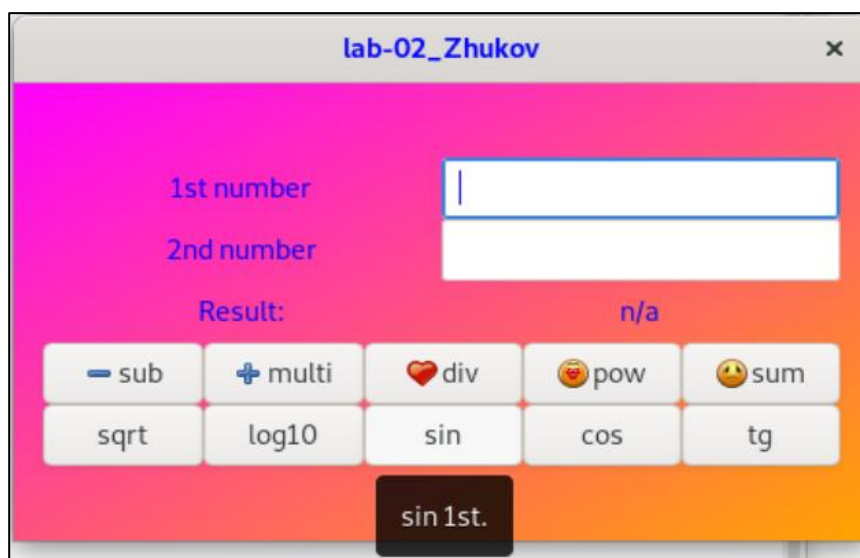 lab-02_Zhukov
1st number
2nd number
Result: n/a
sub multi div pow sum
sqrt log10 sin cos tg
sin 1st.